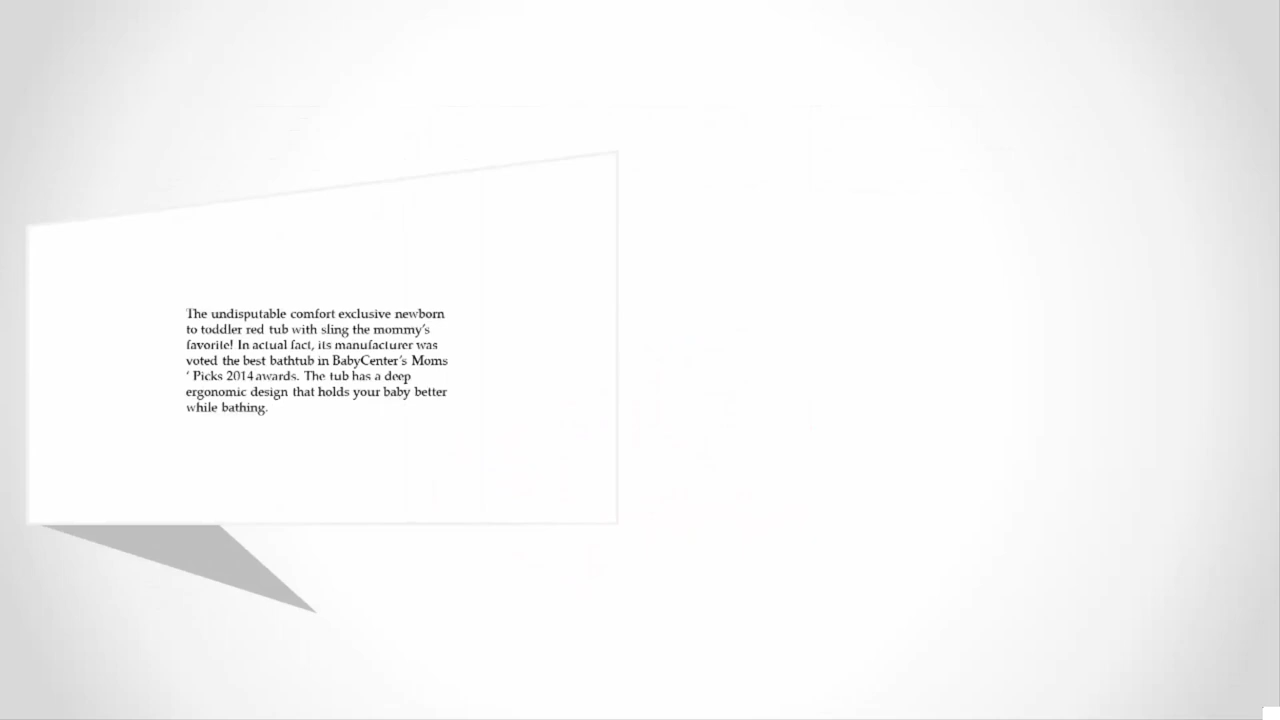 The undisputable comfort exclusive newborn
to toddler red tub with sling the mommy's
favorite! In actual fact, its manufacturer was
voted the best bathtub in BabyCenter's Moms
' Picks 2014 awards. The tub has a deep
ergonomic design that holds your baby better
while bathing.